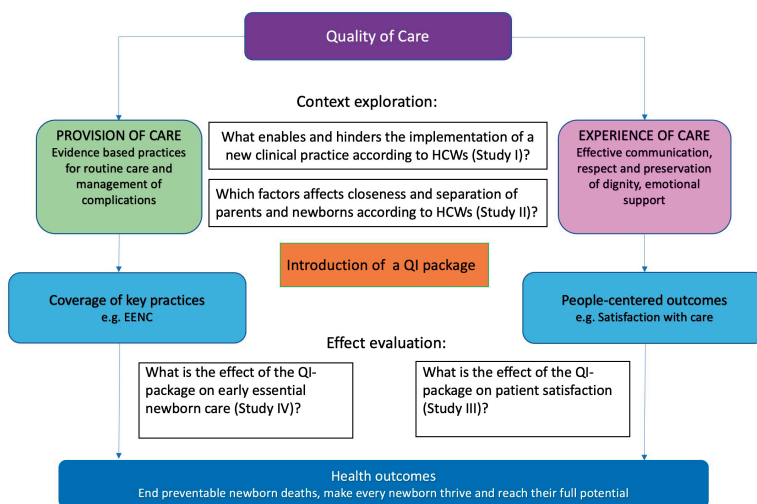 Quality of Care
Context exploration:
PROVISION OF CARE
Evidence based practices
for routine care and
management of
complications
What enables and hinders the implementation of a
new clinical practice according to HCWs (Study I)?
Which factors affects closeness and separation of
parents and newborns according to HCWs (Study II)?
EXPERIENCE OF CARE
Effective communication,
respect and preservation
of dignity, emotional
support
Introduction of a QI package
Coverage of key practices
e.g. EENC
People-centered outcomes
e.g. Satisfaction with care
Effect evaluation:
What is the effect of the QI-
package on early essential
newborn care (Study IV)?
What is the effect of the QI-
package on patient satisfaction
(Study III)?
Health outcomes
End preventable newborn deaths, make every newborn thrive and reach their full potential